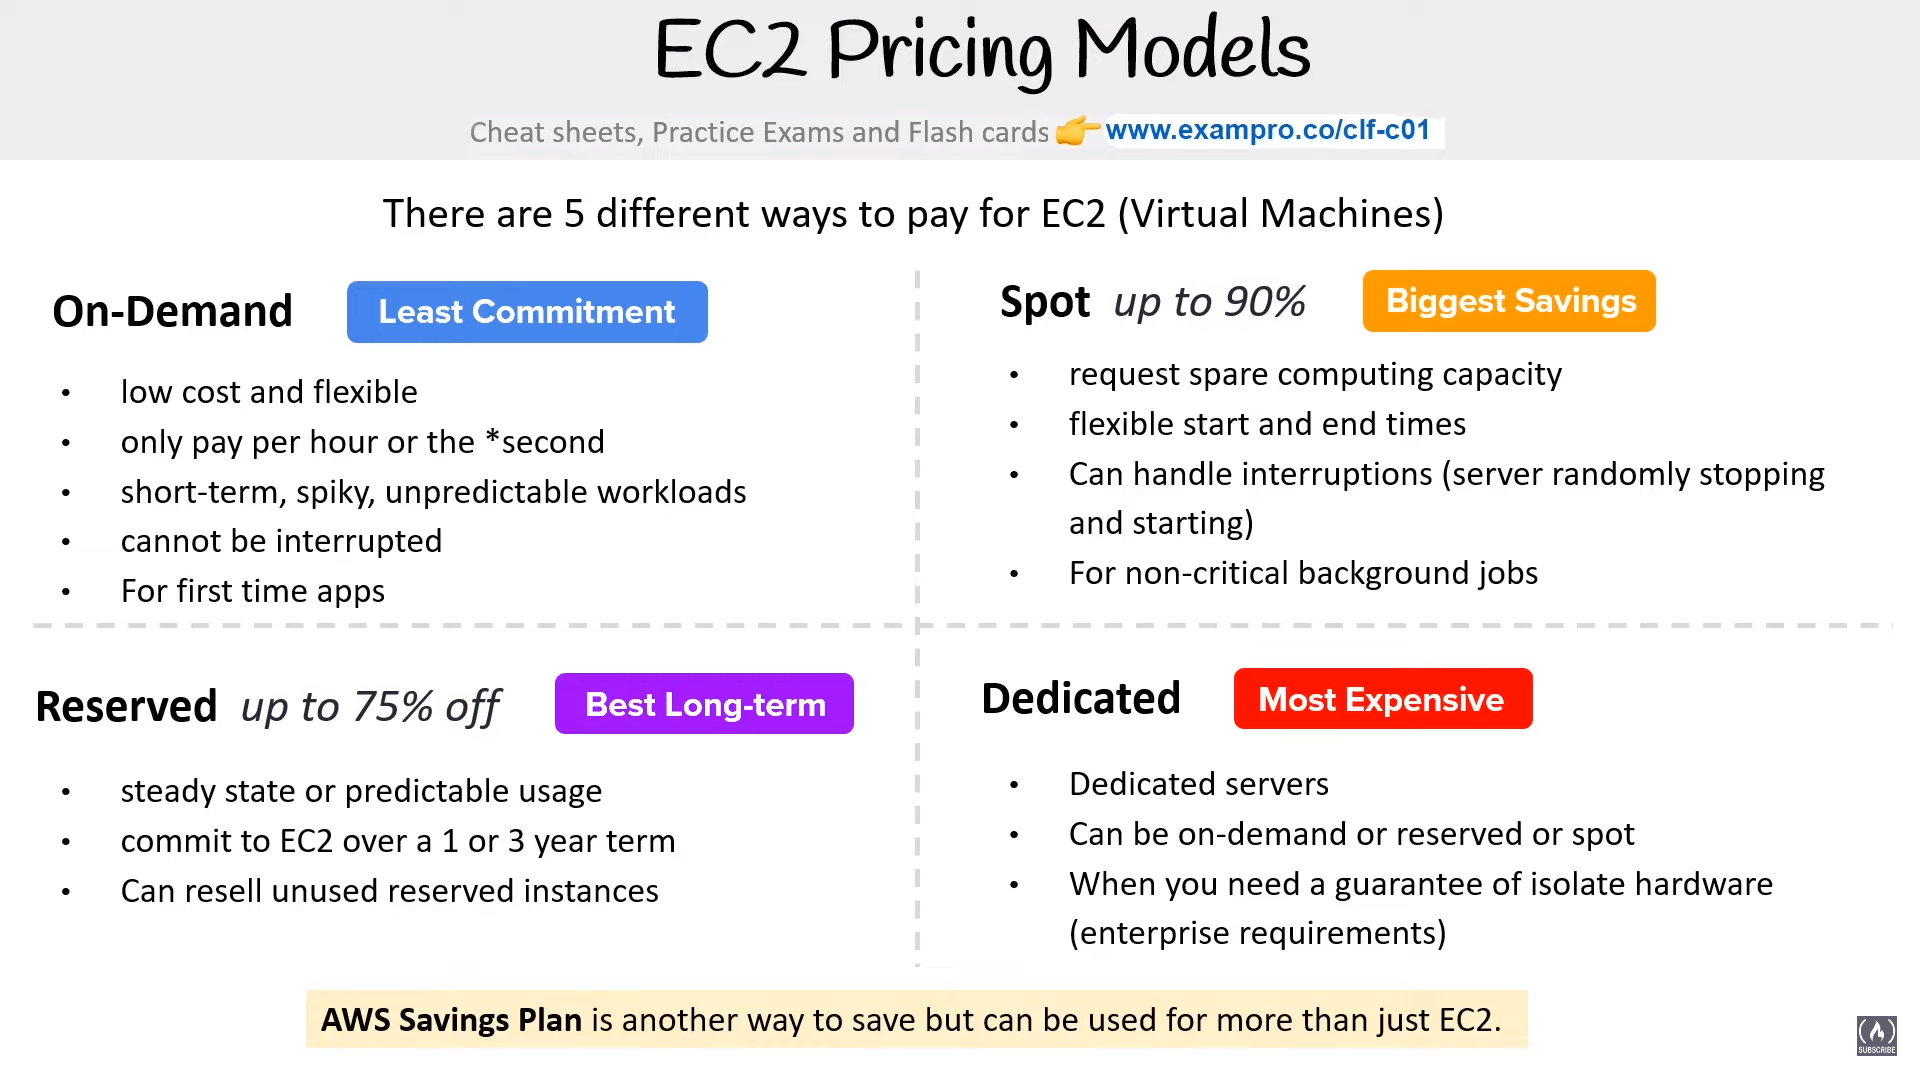 EC2 Pricing Models
Cheat sheets, Practice Exams and Flash cards 👉 www.exampro.co/clf-c01
There are 5 different ways to pay for EC2 (Virtual Machines)
On-Demand
Least Commitment
• low cost and flexible
• only pay per hour or the *second
• short-term, spiky, unpredictable workloads
• cannot be interrupted
• For first time apps
Spot up to 90%
Biggest Savings
• request spare computing capacity
• flexible start and end times
• Can handle interruptions (server randomly stopping
and starting)
• For non-critical background jobs
Reserved up to 75% off
Best Long-term
• steady state or predictable usage
• commit to EC2 over a 1 or 3 year term
• Can resell unused reserved instances
Dedicated
Most Expensive
• Dedicated servers
• Can be on-demand or reserved or spot
• When you need a guarantee of isolate hardware
(enterprise requirements)
AWS Savings Plan is another way to save but can be used for more than just EC2.
SUBSCRIBE